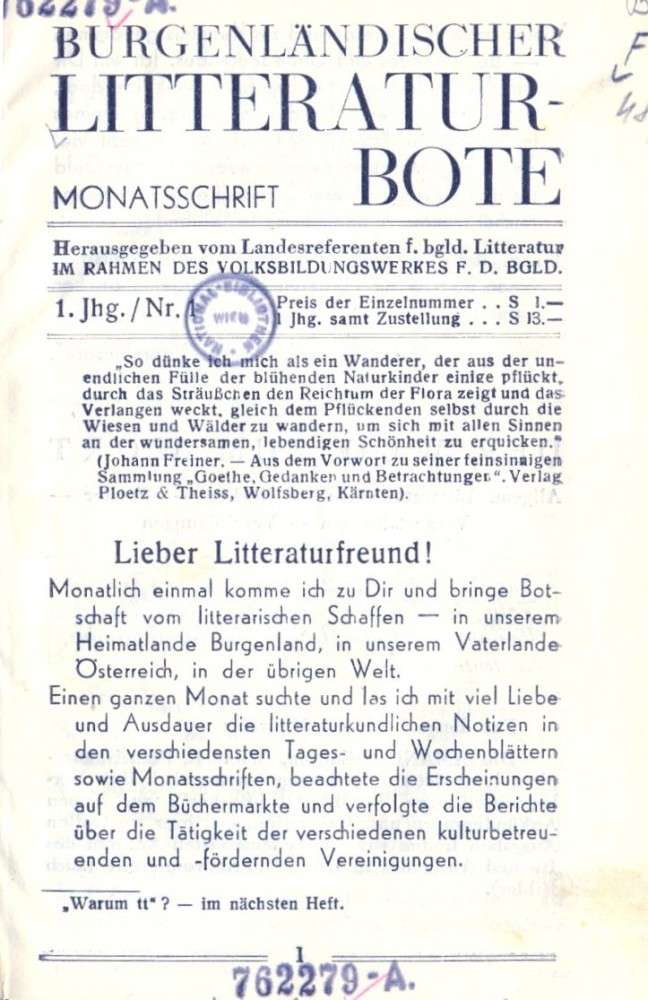 762279-A.
BURGENLÄNDISCHER
LITTERATUR-
MONATSSCHRIFT BOTE
Herausgegeben vom Landesreferenten f. bgld. Litteratur
IM RAHMEN DES VOLKSBILDUNGSWERKES F. D. BGLD.
1. Jhg. / Nr. 1
Preis der Einzelnummer . . S 1.—
1 Jhg. samt Zustellung . . . S 13.—
NATIONAL-BIBLIOTHEK
WIEN
„So dünke ich mich als ein Wanderer, der aus der un-
endlichen Fülle der blühenden Naturkinder einige pflückt,
durch das Sträußchen den Reichtum der Flora zeigt und das
Verlangen weckt, gleich dem Pflückenden selbst durch die
Wiesen und Wälder zu wandern, um sich mit allen Sinnen
an der wundersamen, lebendigen Schönheit zu erquicken."
(Johann Freiner. — Aus dem Vorwort zu seiner feinsinnigen
Sammlung „Goethe, Gedanken und Betrachtungen". Verlag
Ploetz & Theiss, Wolfsberg, Kärnten).
Lieber Litteraturfreund!
Monatlich einmal komme ich zu Dir und bringe Bot-
schaft vom litterarischen Schaffen — in unserem
Heimatlande Burgenland, in unserem Vaterlande
Österreich, in der übrigen Welt.
Einen ganzen Monat suchte und las ich mit viel Liebe
und Ausdauer die litteraturkundlichen Notizen in
den verschiedensten Tages- und Wochenblättern
sowie Monatsschriften, beachtete die Erscheinungen
auf dem Büchermarkte und verfolgte die Berichte
über die Tätigkeit der verschiedenen kulturbetreu-
enden und -fördernden Vereinigungen.
„Warum tt"? — im nächsten Heft.
1
762279-A.